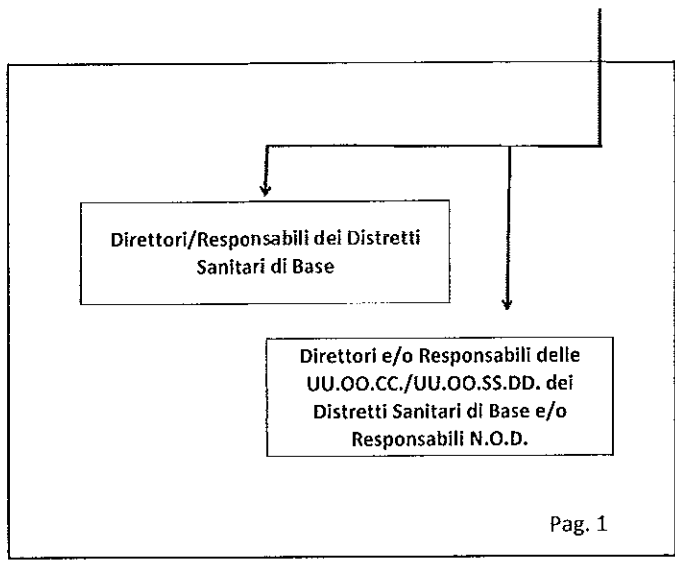 Direttori/Responsabili dei Distretti
Sanitari di Base
Direttori e/o Responsabili delle
UU.OO.CC./UU.OO.SS.DD. dei
Distretti Sanitari di Base e/o
Responsabili N.O.D.
Pag. 1